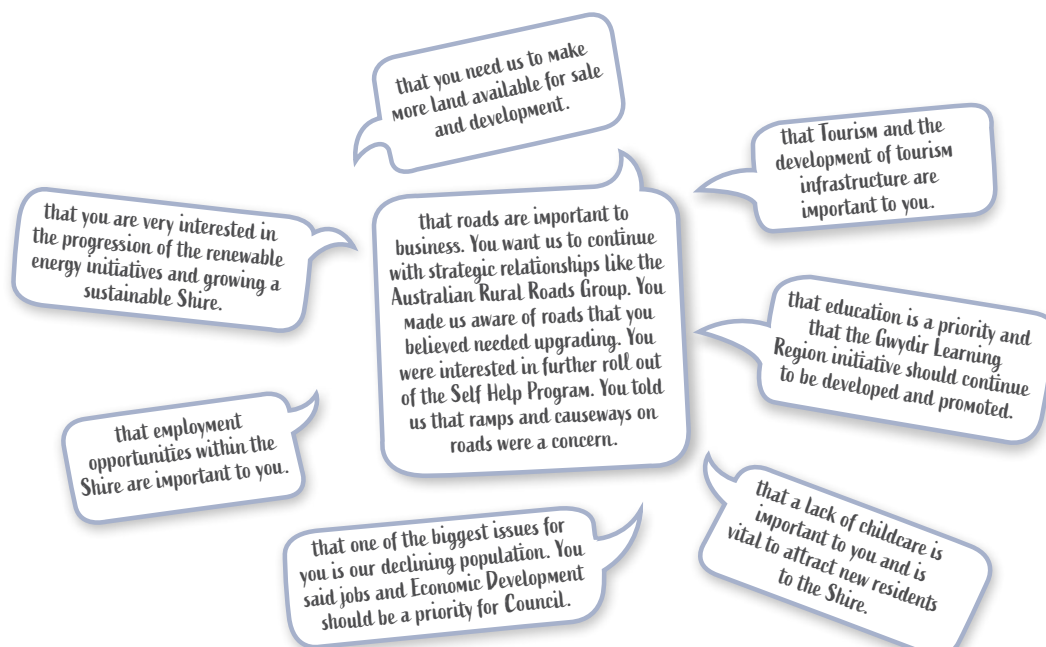 that you need us to make
more land available for sale
and development.
that Tourism and the
development of tourism
infrastructure are
important to you.
that you are very interested in
the progression of the renewable
energy initiatives and growing a
sustainable Shire.
that roads are important to
business. You want us to continue
with strategic relationships like the
Australian Rural Roads Group. You
made us aware of roads that you
believed needed upgrading. You
were interested in further roll out
of the Self Help Program. You told
us that ramps and causeways on
roads were a concern.
that education is a priority and
that the Gwydir Learning
Region initiative should continue
to be developed and promoted.
that employment
opportunities within the
Shire are important to you.
that a lack of childcare is
important to you and is
vital to attract new residents
to the Shire.
that one of the biggest issues for
you is our declining population. You
said jobs and Economic Development
should be a priority for Council.